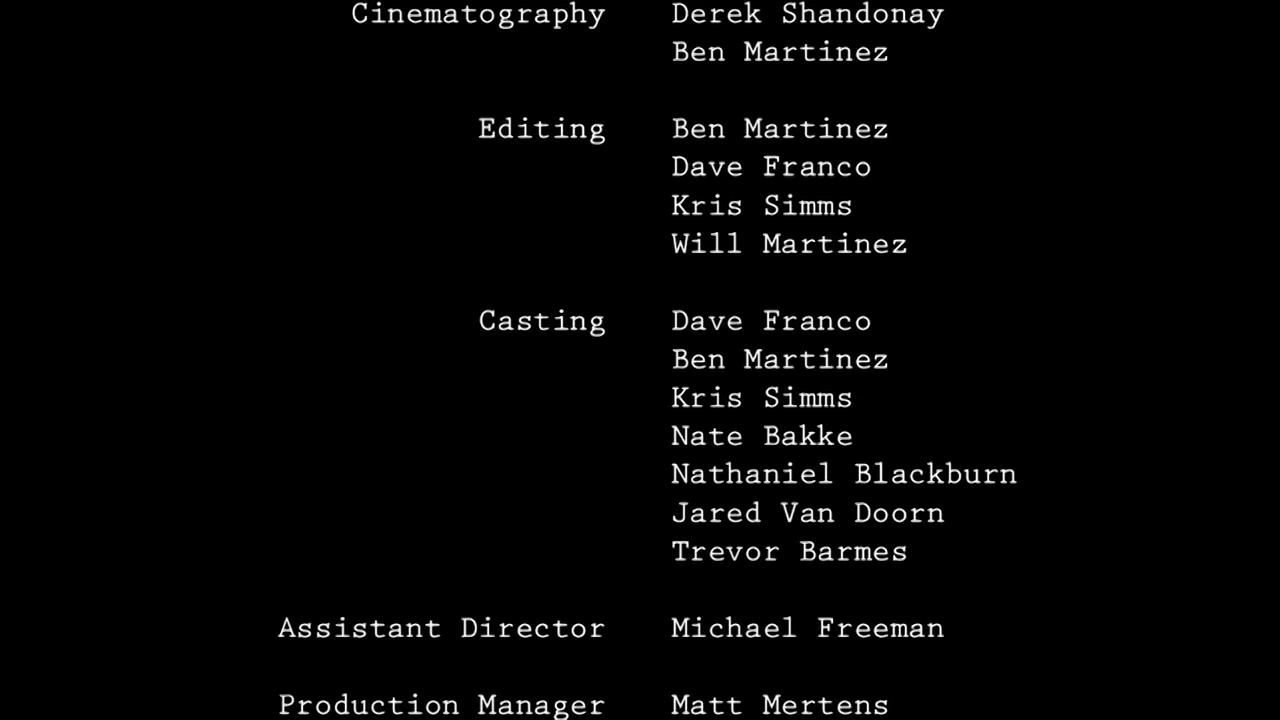 Cinematography Derek Shandonay
Ben Martinez
Editing Ben Martinez
Dave Franco
Kris Simms
Will Martinez
Casting Dave Franco
Ben Martinez
Kris Simms
Nate Bakke
Nathaniel Blackburn
Jared Van Doorn
Trevor Barmes
Assistant Director Michael Freeman
Production Manager Matt Mertens